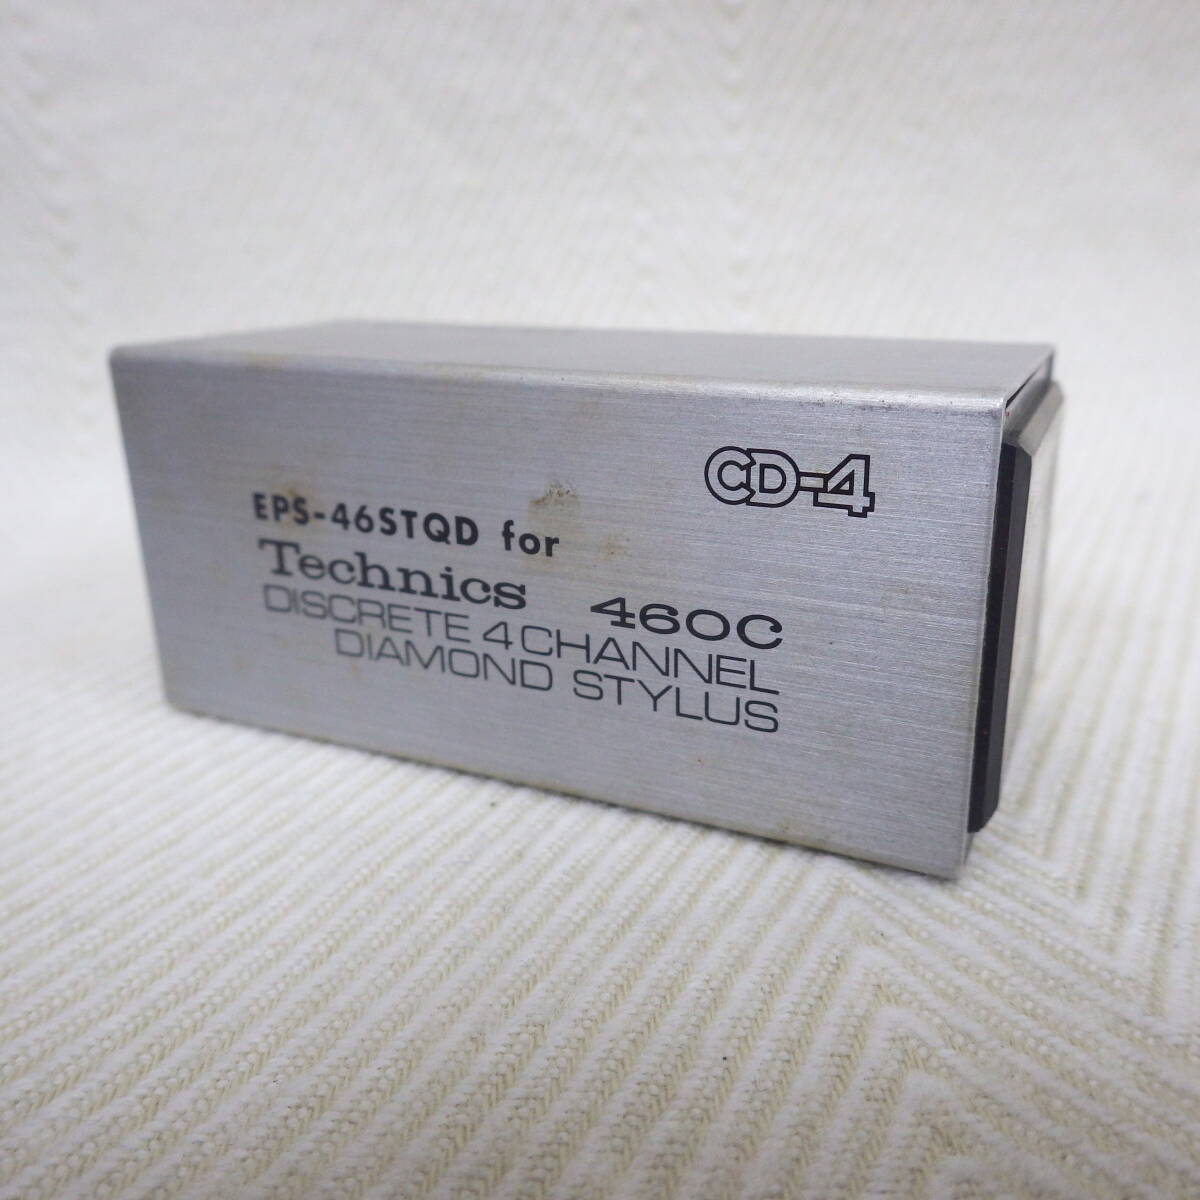 CD-4
EPS-46STQD for
Technics 460C
DISCRETE 4 CHANNEL
DIAMOND STYLUS